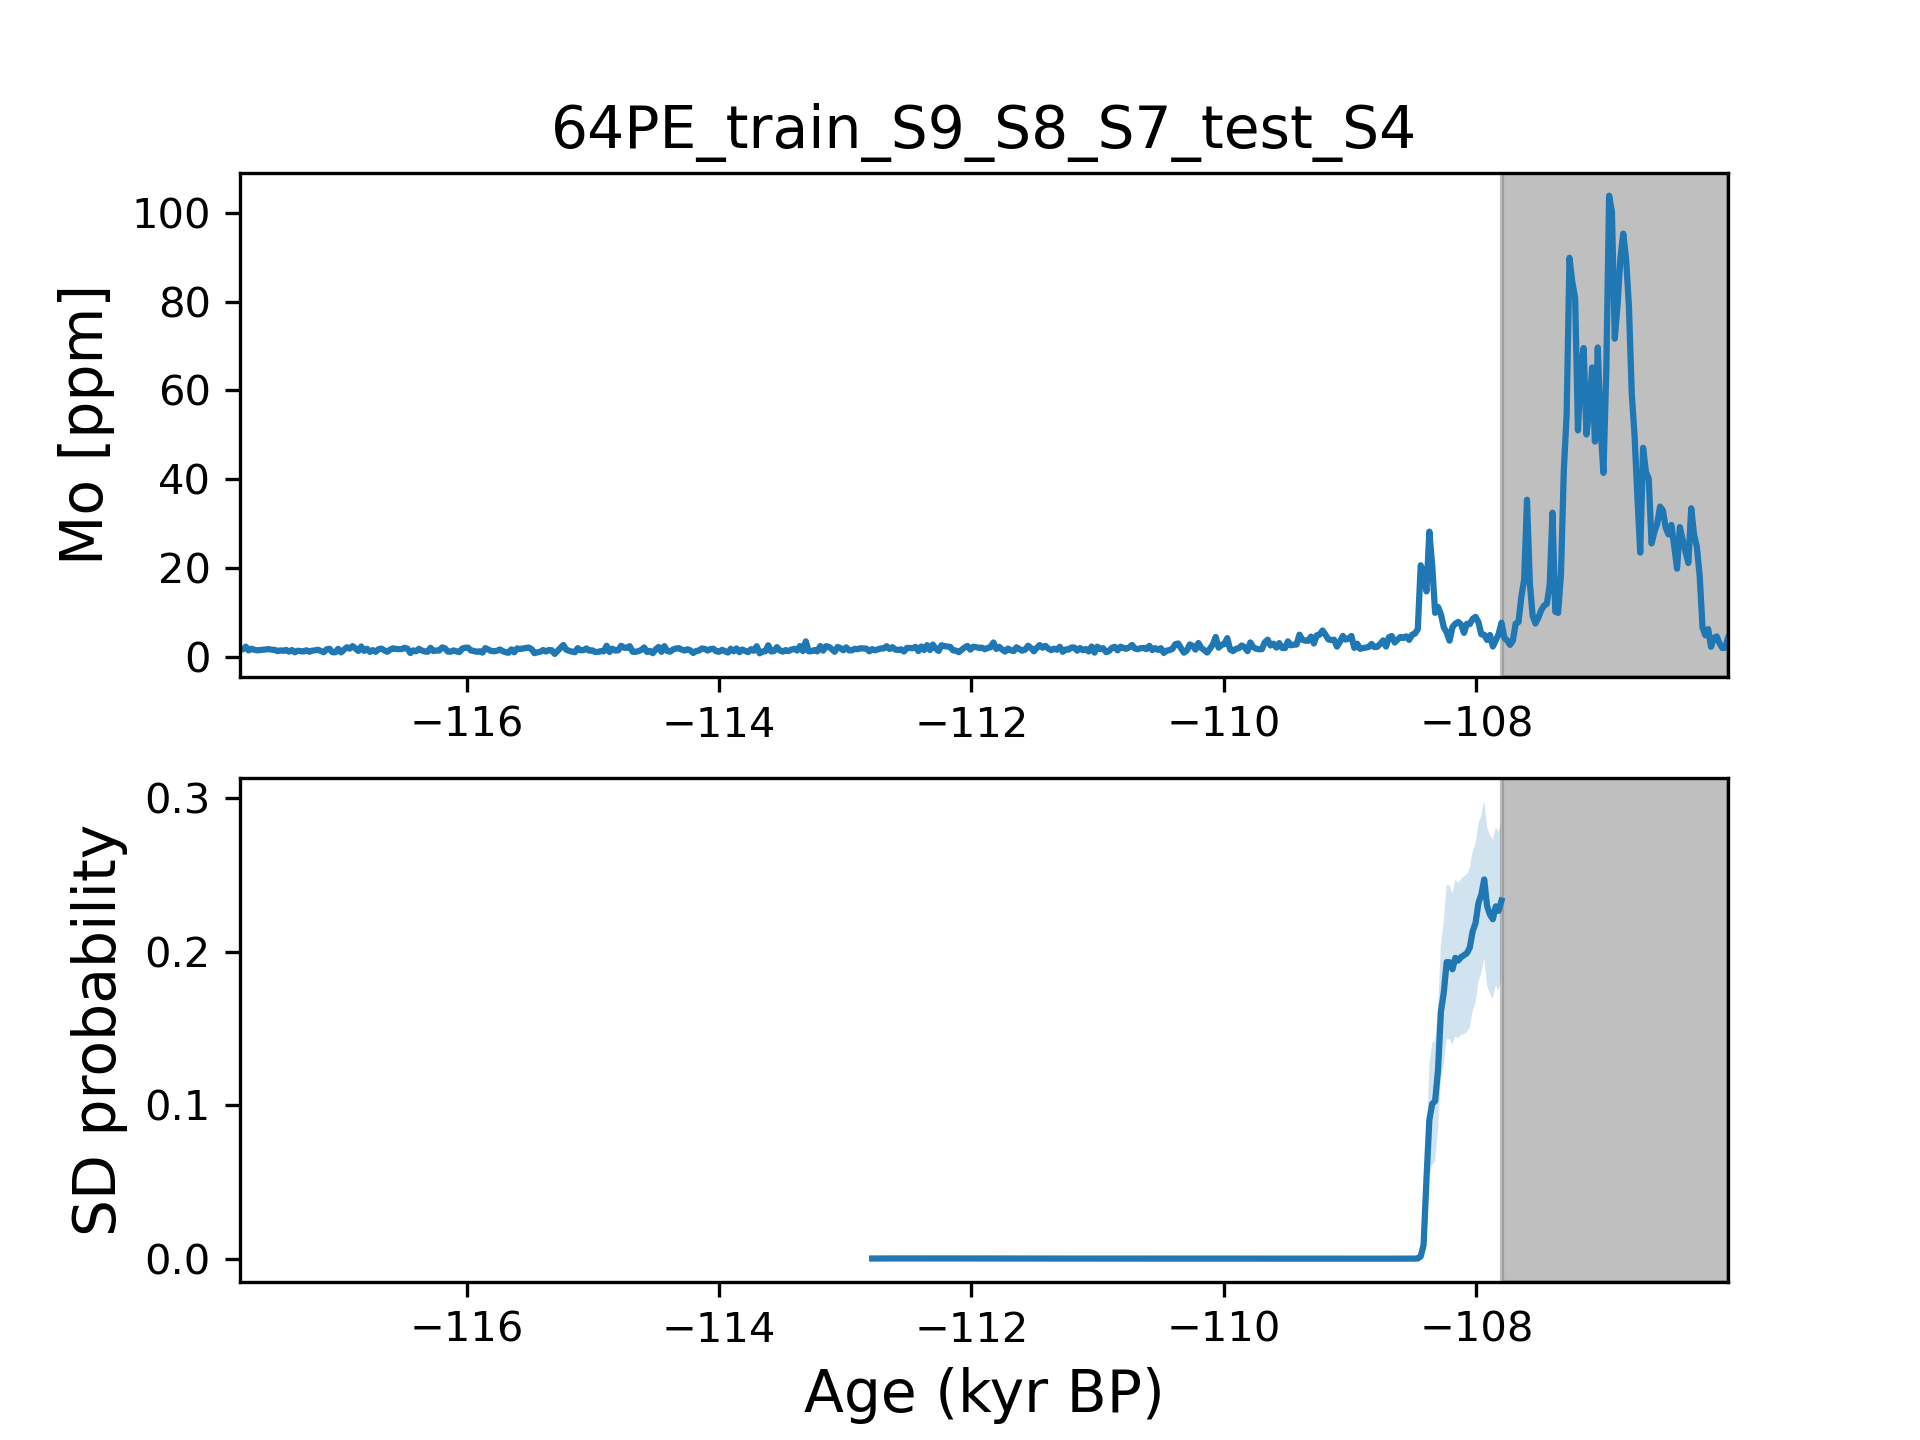 64PE_train_S9_S8_S7_test_S4
Mo [ppm]
100
80
60
40
20
0
−116 −114 −112 −110 −108
SD probability
0.3
0.2
0.1
0.0
−116 −114 −112 −110 −108
Age (kyr BP)